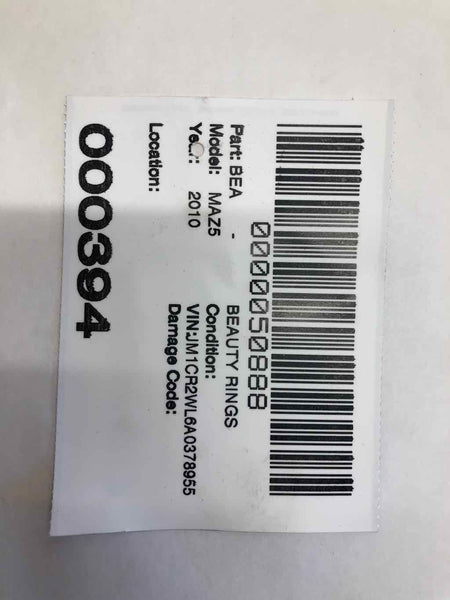 0000050888
Part: BEA - BEAUTY RINGS
Model: MAZ5 Condition:
Year: 2010 VIN:JM1CR2WL6A0378955
Damage Code:
Location:
000394